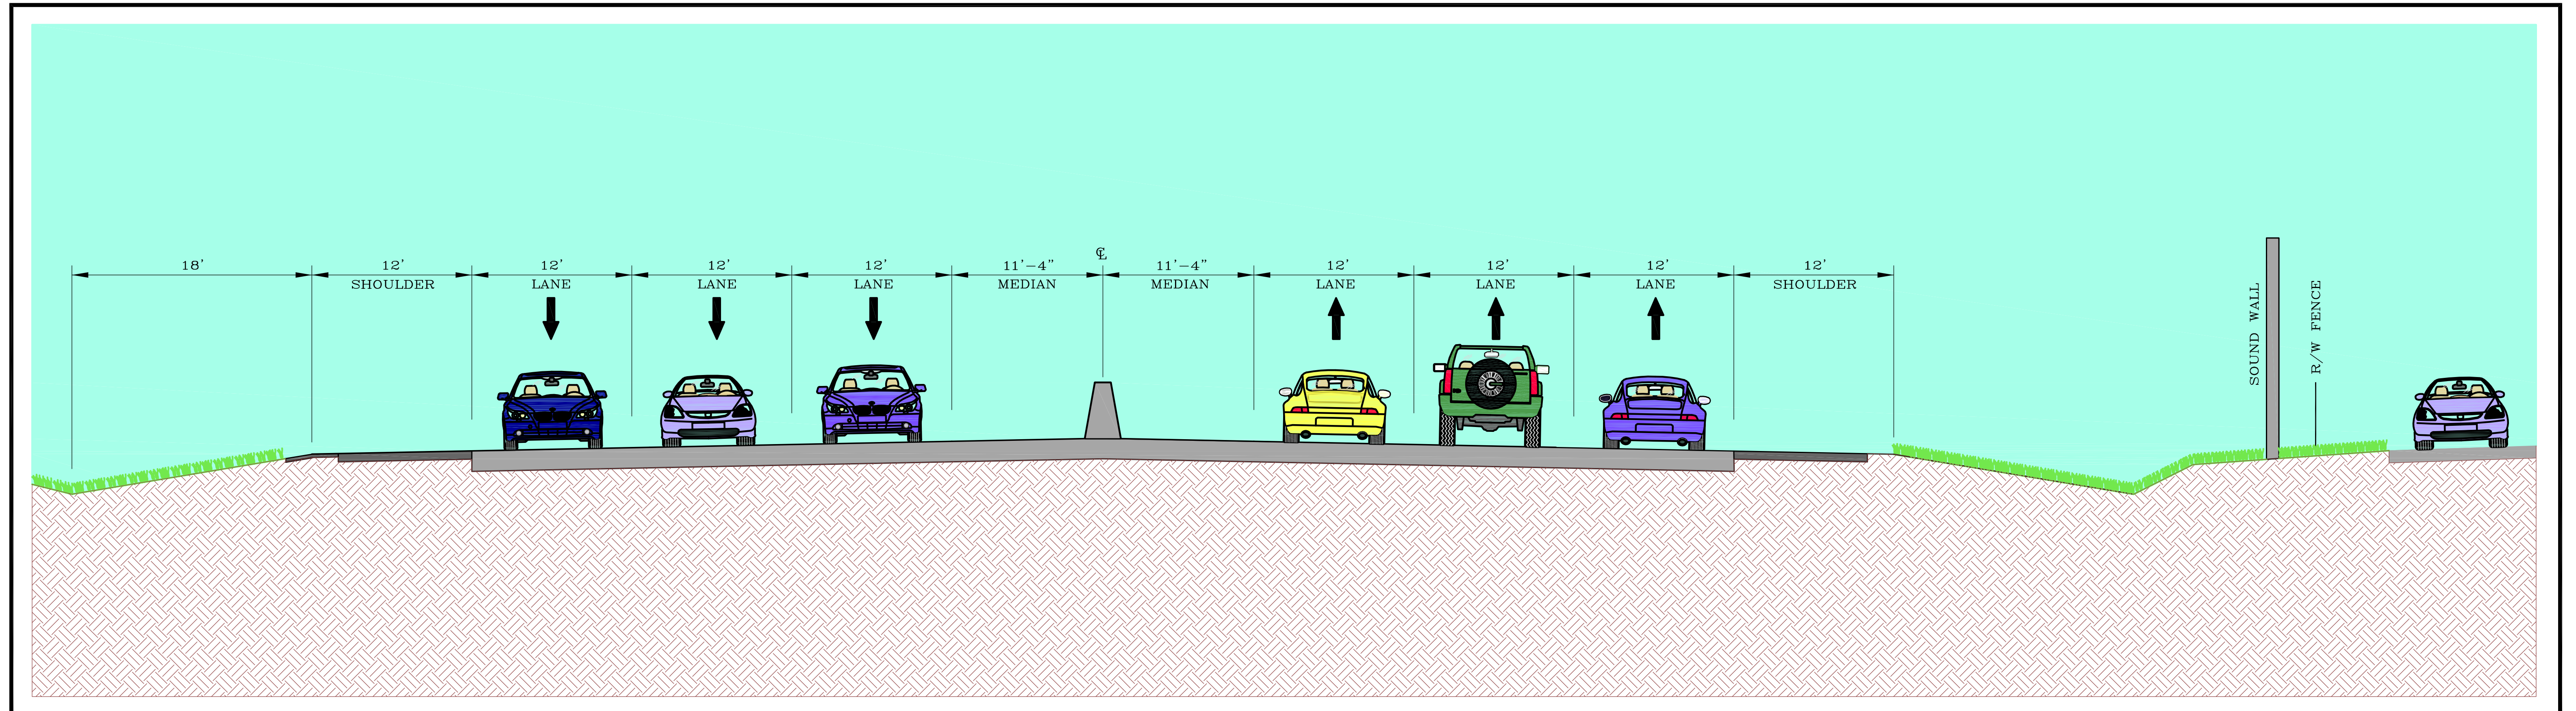 ℄
18'
12'
SHOULDER
12'
LANE
12'
LANE
12'
LANE
11'-4"
MEDIAN
11'-4"
MEDIAN
12'
LANE
12'
LANE
12'
LANE
12'
SHOULDER
SOUND WALL
R/W FENCE